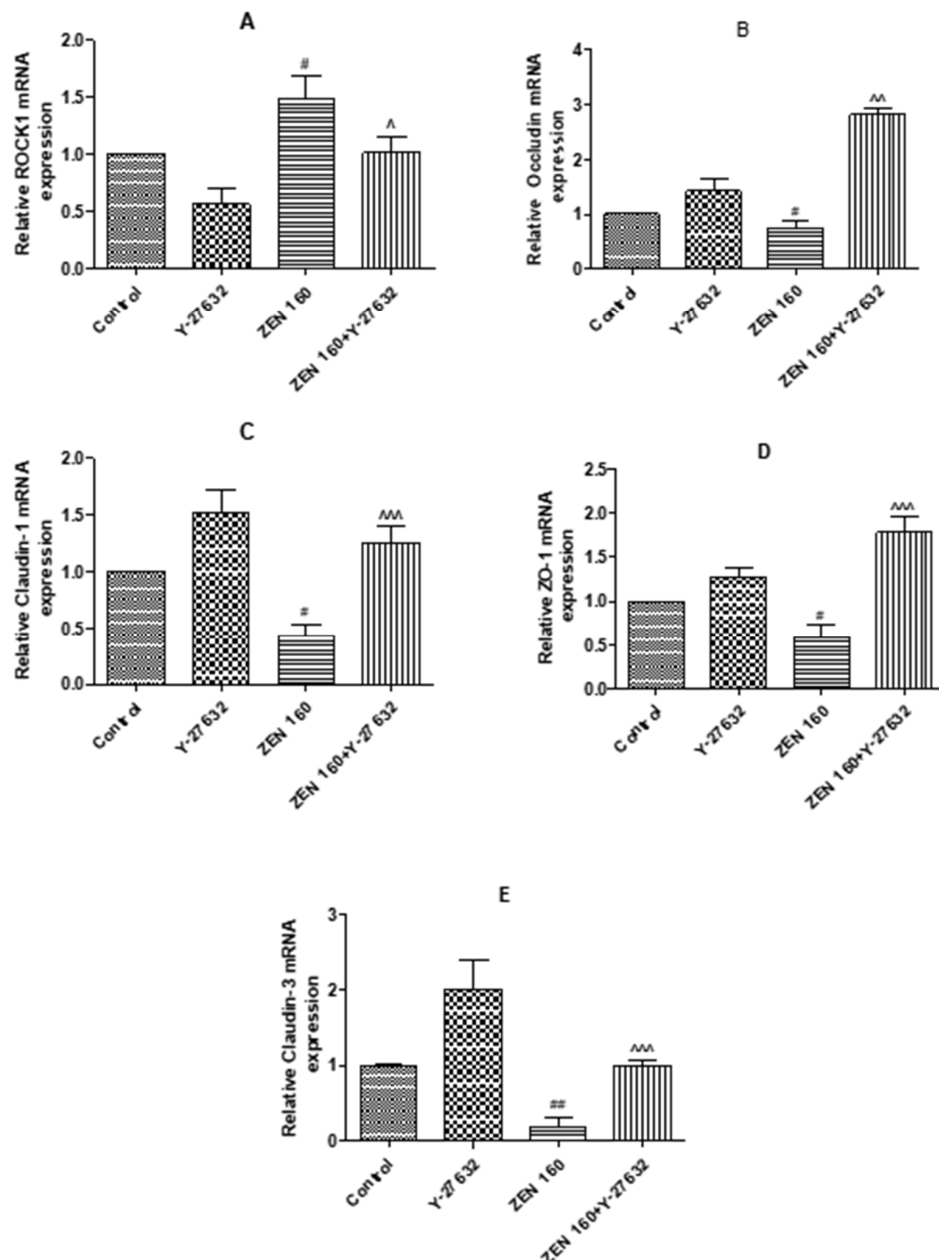 A
Relative ROCK1 mRNA
expression
2.0
1.5
1.0
0.5
0.0
#
^
Control
Y-27632
ZEN 160
ZEN 160+Y-27632
B
Relative Occludin mRNA
expression
4
3
2
1
0
#
^^
Control
Y-27632
ZEN 160
ZEN 160+Y-27632
C
Relative Claudin-1 mRNA
expression
2.0
1.5
1.0
0.5
0.0
#
^^^
Control
Y-27632
ZEN 160
ZEN 160+Y-27632
D
Relative ZO-1 mRNA
expression
2.5
2.0
1.5
1.0
0.5
0.0
#
^^^
Control
Y-27632
ZEN 160
ZEN 160+Y-27632
E
Relative Claudin-3 mRNA
expression
3
2
1
0
##
^^^
Control
Y-27632
ZEN 160
ZEN 160+Y-27632